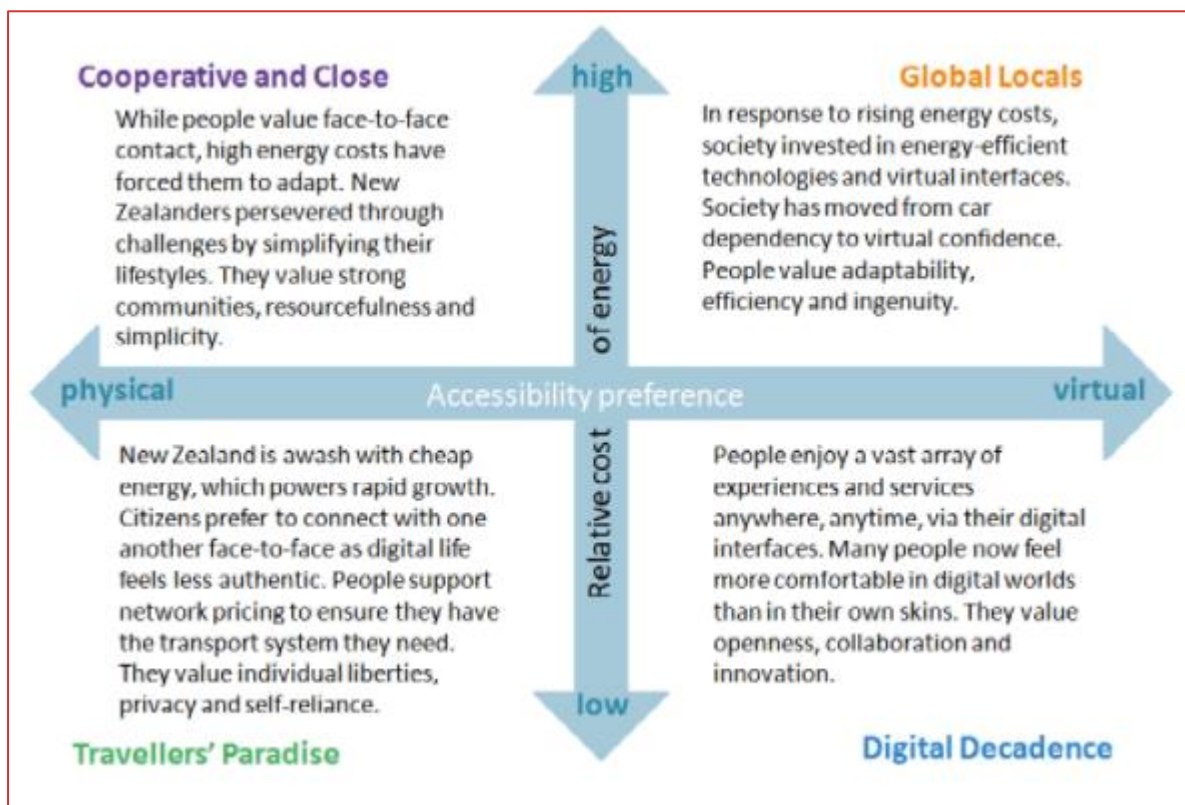 Cooperative and Close
While people value face-to-face
contact, high energy costs have
forced them to adapt. New
Zealanders persevered through
challenges by simplifying their
lifestyles. They value strong
communities, resourcefulness and
simplicity.
high
Global Locals
In response to rising energy costs,
society invested in energy-efficient
technologies and virtual interfaces.
Society has moved from car
dependency to virtual confidence.
People value adaptability,
efficiency and ingenuity.
physical
Accessibility preference
virtual
Relative cost of energy
New Zealand is awash with cheap
energy, which powers rapid growth.
Citizens prefer to connect with one
another face-to-face as digital life
feels less authentic. People support
network pricing to ensure they have
the transport system they need.
They value individual liberties,
privacy and self-reliance.
Travellers' Paradise
low
People enjoy a vast array of
experiences and services
anywhere, anytime, via their digital
interfaces. Many people now feel
more comfortable in digital worlds
than in their own skins. They value
openness, collaboration and
innovation.
Digital Decadence